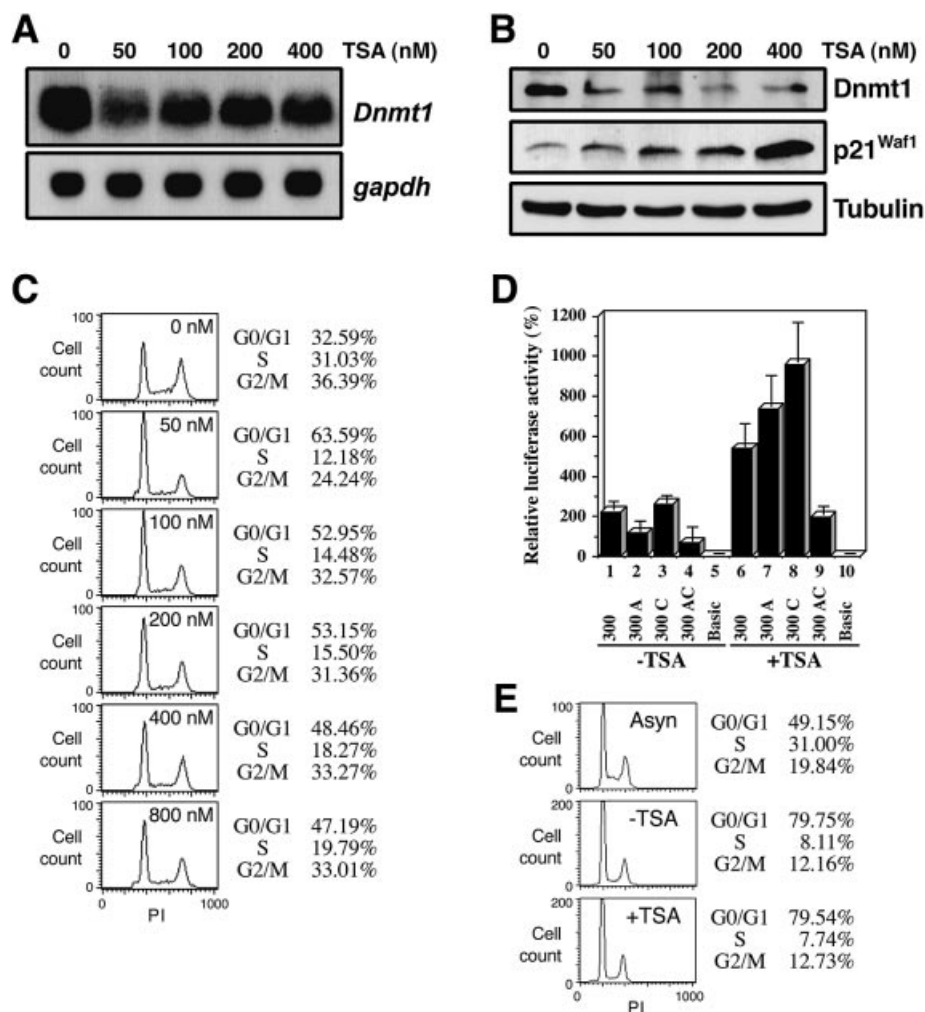 A
0 50 100 200 400 TSA (nM)
Dnmt1
gapdh
B
0 50 100 200 400 TSA (nM)
Dnmt1
p21Waf1
Tubulin
C
100
Cell
count
0
0 nM
G0/G1 32.59%
S 31.03%
G2/M 36.39%
100
Cell
count
0
50 nM
G0/G1 63.59%
S 12.18%
G2/M 24.24%
100
Cell
count
0
100 nM
G0/G1 52.95%
S 14.48%
G2/M 32.57%
100
Cell
count
0
200 nM
G0/G1 53.15%
S 15.50%
G2/M 31.36%
100
Cell
count
0
400 nM
G0/G1 48.46%
S 18.27%
G2/M 33.27%
100
Cell
count
0
800 nM
G0/G1 47.19%
S 19.79%
G2/M 33.01%
0 1000
PI
D
Relative luciferase activity (%)
1200
1000
800
600
400
200
0
1 2 3 4 5 6 7 8 9 10
300 300 A 300 C 300 AC Basic 300 300 A 300 C 300 AC Basic
-TSA +TSA
E
100
Cell
count
0
Asyn
G0/G1 49.15%
S 31.00%
G2/M 19.84%
200
Cell
count
0
-TSA
G0/G1 79.75%
S 8.11%
G2/M 12.16%
200
Cell
count
0
+TSA
G0/G1 79.54%
S 7.74%
G2/M 12.73%
0 1000
PI